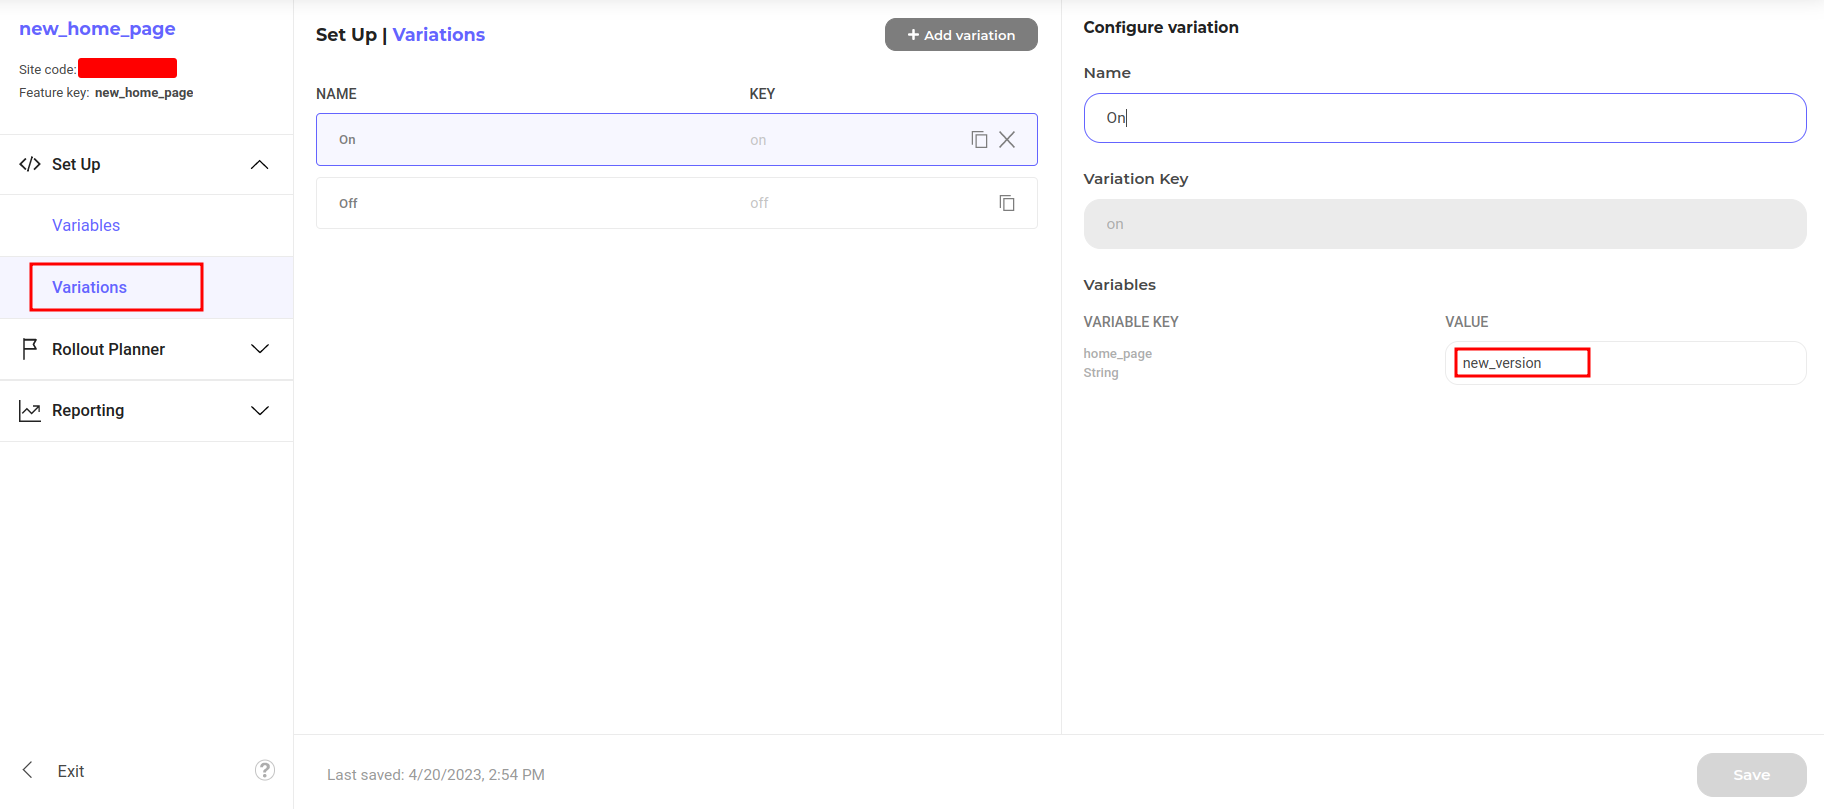 new_home_page
Site code:
Feature key: new_home_page
</> Set Up
Variables
Variations
Rollout Planner
Reporting
Exit
?
Set Up | Variations
+ Add variation
NAME KEY
On on
Off off
Last saved: 4/20/2023, 2:54 PM
Configure variation
Name
On
Variation Key
on
Variables
VARIABLE KEY VALUE
home_page
String
new_version
Save